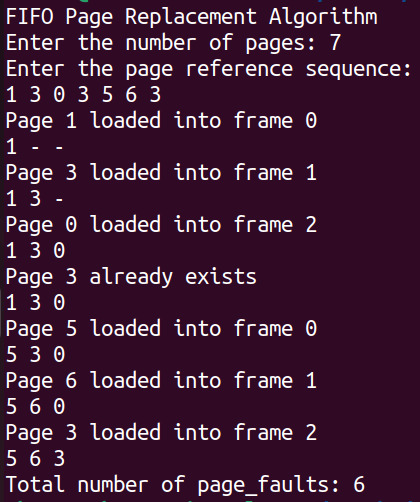 FIFO Page Replacement Algorithm
Enter the number of pages: 7
Enter the page reference sequence:
1 3 0 3 5 6 3
Page 1 loaded into frame 0
1 - -
Page 3 loaded into frame 1
1 3 -
Page 0 loaded into frame 2
1 3 0
Page 3 already exists
1 3 0
Page 5 loaded into frame 0
5 3 0
Page 6 loaded into frame 1
5 6 0
Page 3 loaded into frame 2
5 6 3
Total number of page_faults: 6